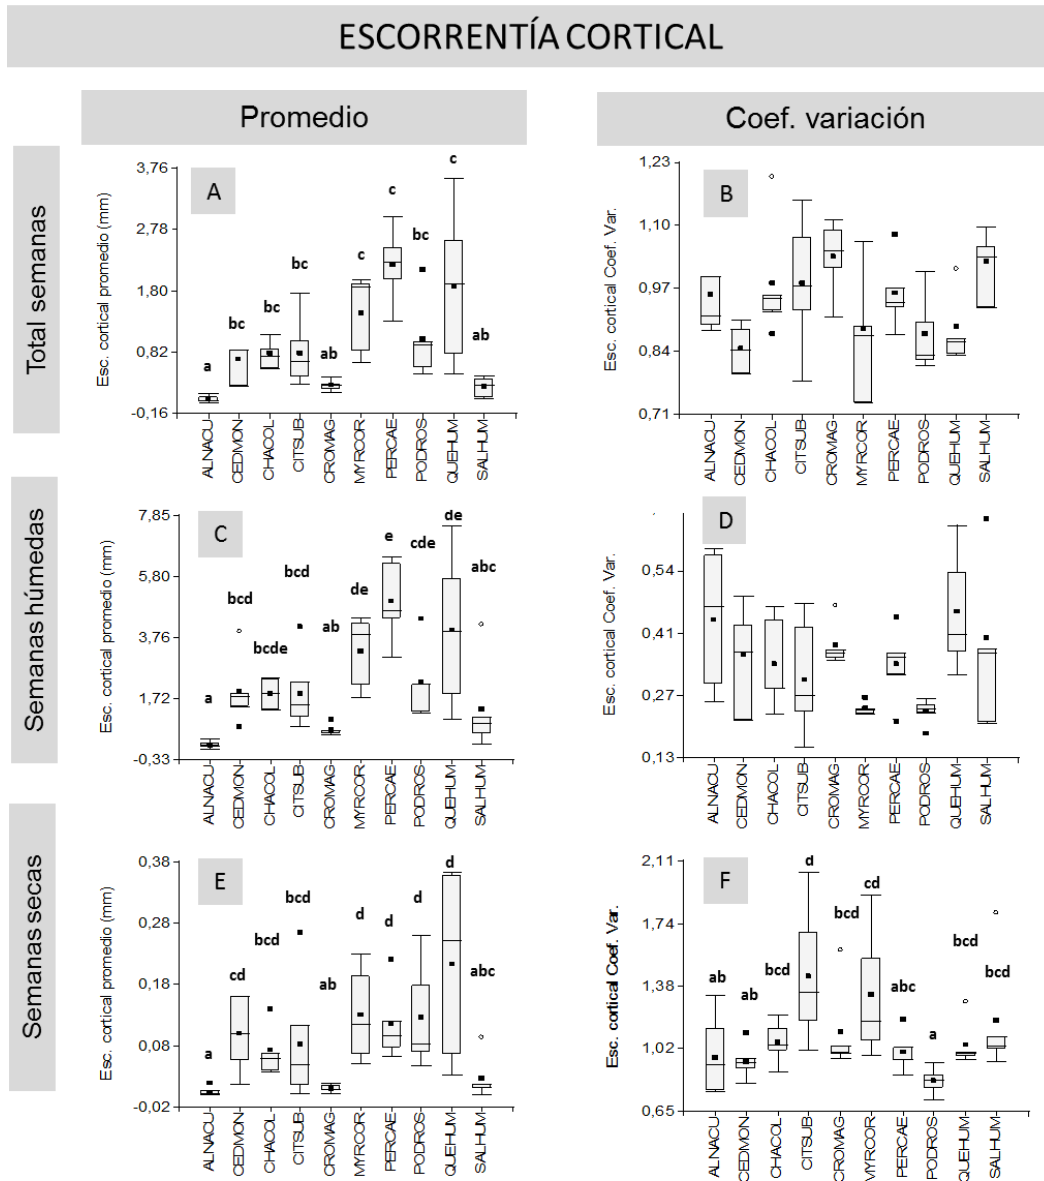 ESCORRENTÍA CORTICAL
Promedio
Coef. variación
Total semanas
Esc. cortical promedio (mm)
A
3,76
2,78
1,80
0,82
-0,16
a
bc
bc
bc
ab
c
c
bc
c
ab
ALNACU
CEDMON
CHACOL
CITSUB
CROMAG
MYRCOR
PERCAE
PODROS
QUEHUM
SALHUM
Esc. cortical Coef. Var.
B
1,23
1,10
0,97
0,84
0,71
ALNACU
CEDMON
CHACOL
CITSUB
CROMAG
MYRCOR
PERCAE
PODROS
QUEHUM
SALHUM
Semanas húmedas
Esc. cortical promedio (mm)
C
7,85
5,80
3,76
1,72
-0,33
a
bcd
bcde
bcd
ab
de
e
cde
de
abc
ALNACU
CEDMON
CHACOL
CITSUB
CROMAG
MYRCOR
PERCAE
PODROS
QUEHUM
SALHUM
Esc. cortical Coef. Var.
D
0,54
0,41
0,27
0,13
ALNACU
CEDMON
CHACOL
CITSUB
CROMAG
MYRCOR
PERCAE
PODROS
QUEHUM
SALHUM
Semanas secas
Esc. cortical promedio (mm)
E
0,38
0,28
0,18
0,08
-0,02
a
cd
bcd
bcd
ab
d
d
d
d
abc
ALNACU
CEDMON
CHACOL
CITSUB
CROMAG
MYRCOR
PERCAE
PODROS
QUEHUM
SALHUM
Esc. cortical Coef. Var.
F
2,11
1,74
1,38
1,02
0,65
ab
ab
bcd
d
bcd
cd
abc
a
bcd
bcd
ALNACU
CEDMON
CHACOL
CITSUB
CROMAG
MYRCOR
PERCAE
PODROS
QUEHUM
SALHUM